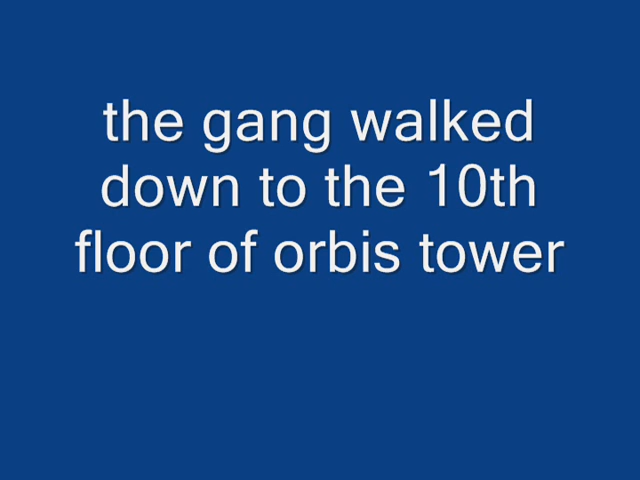 the gang walked
down to the 10th
floor of orbis tower